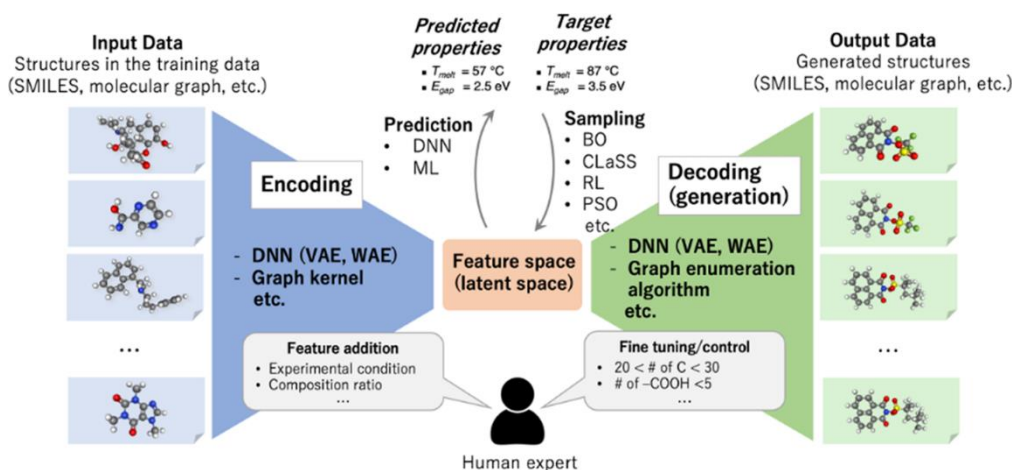 Input Data
Structures in the training data
(SMILES, molecular graph, etc.)
...
Encoding
- DNN (VAE, WAE)
- Graph kernel
etc.
Feature addition
• Experimental condition
• Composition ratio
...
Predicted
properties
▪ Tmelt = 57 °C
▪ Egap = 2.5 eV
Target
properties
▪ Tmelt = 87 °C
▪ Egap = 3.5 eV
Prediction
• DNN
• ML
Sampling
• BO
• CLaSS
• RL
• PSO
etc.
Feature space
(latent space)
Human expert
Decoding
(generation)
- DNN (VAE, WAE)
- Graph enumeration
algorithm
etc.
Fine tuning/control
• 20 < # of C < 30
• # of –COOH <5
...
Output Data
Generated structures
(SMILES, molecular graph, etc.)
...